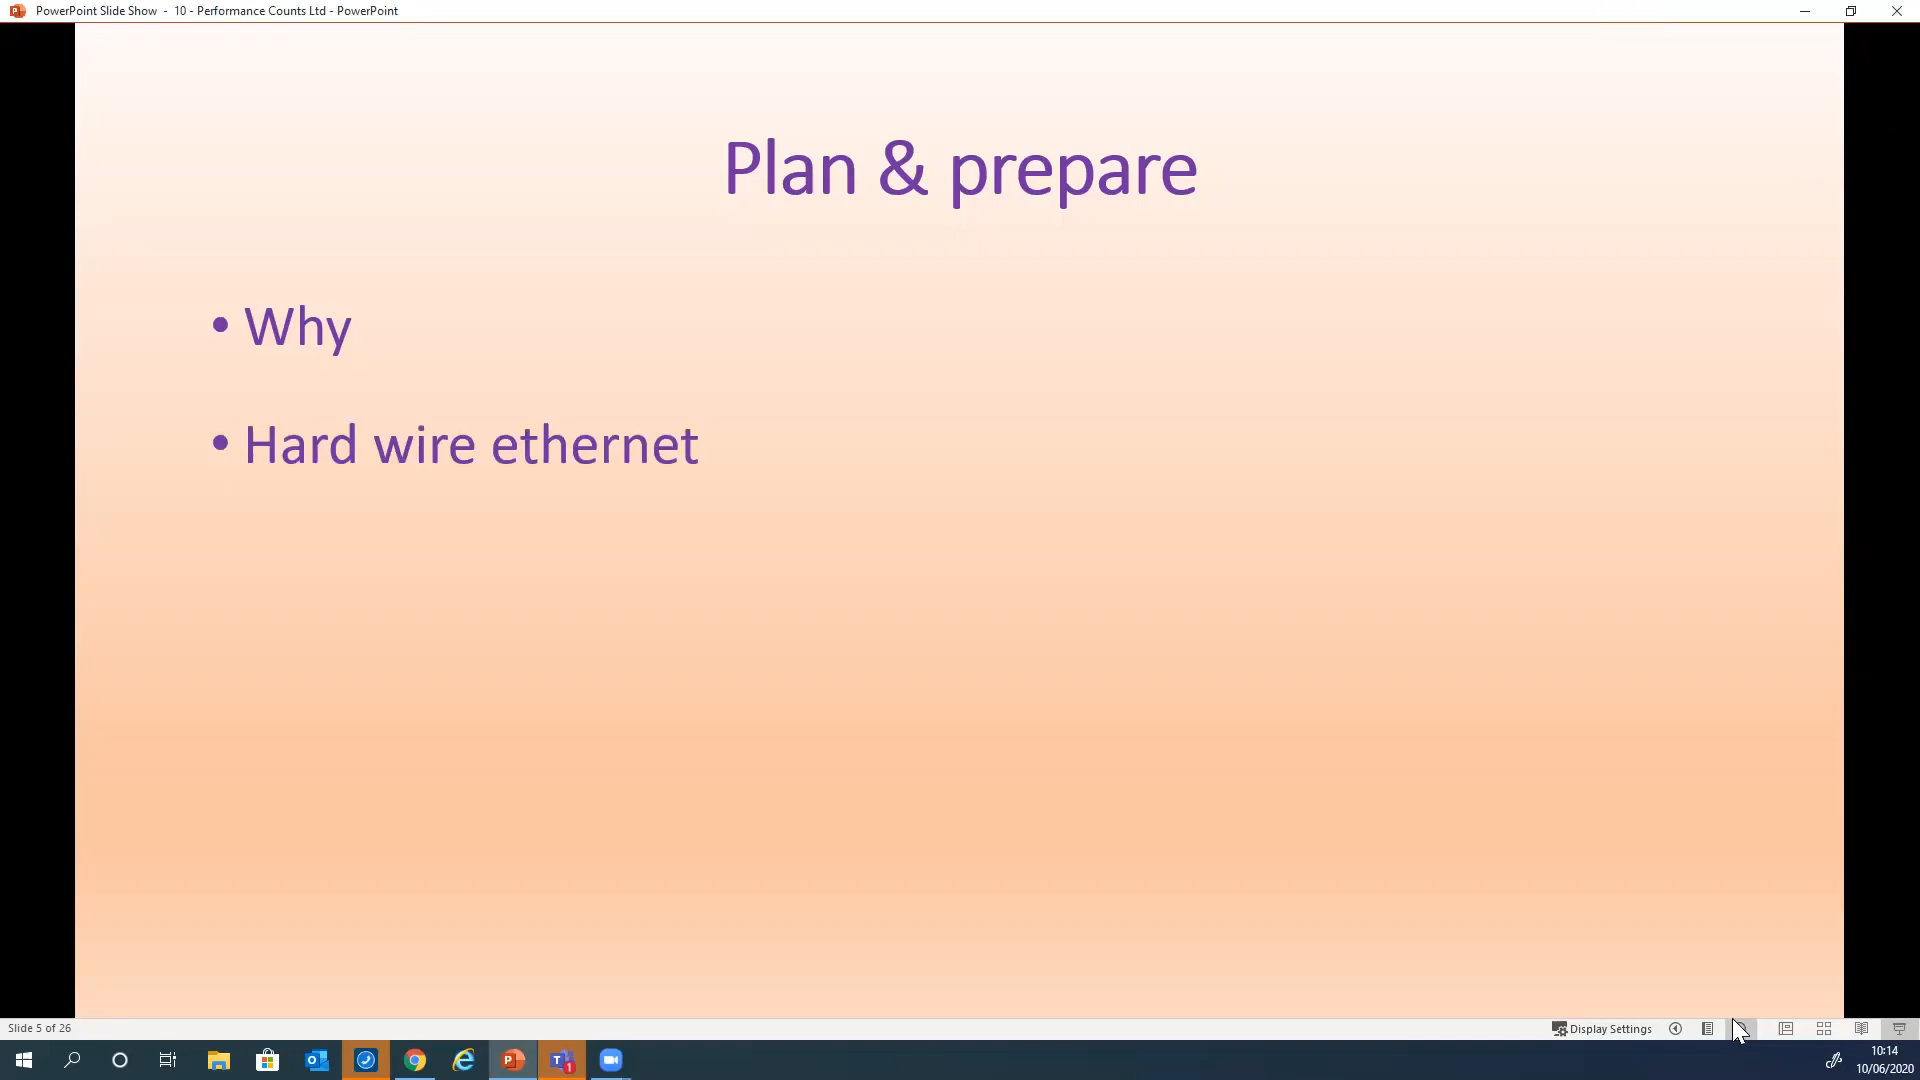 PowerPoint Slide Show - 10 - Performance Counts Ltd - PowerPoint
Plan & prepare
• Why
• Hard wire ethernet
Slide 5 of 26
Display Settings
1
10:14
10/06/2020